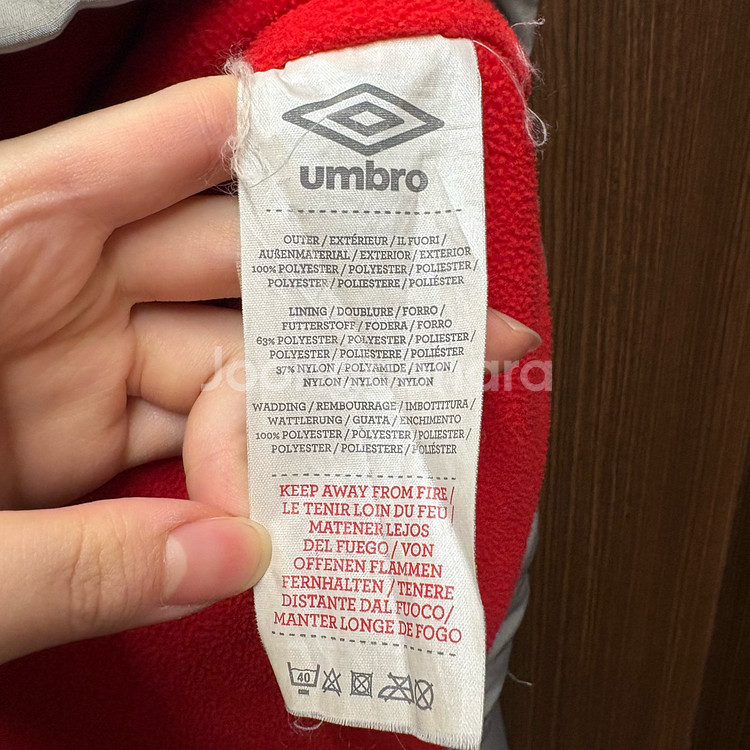 umbro
OUTER / EXTÉRIEUR / IL FUORI /
AUßENMATERIAL / EXTERIOR / EXTERIOR
100% POLYESTER / POLYESTER / POLIESTER /
POLYESTER / POLIESTERE / POLIÉSTER
LINING / DOUBLURE / FORRO /
FUTTERSTOFF / FODERA / FORRO
63% POLYESTER / POLYESTER / POLIESTER /
POLYESTER / POLIESTERE / POLIÉSTER
37% NYLON / POLYAMIDE / NYLON /
NYLON / NYLON / NYLON
WADDING / REMBOURRAGE / IMBOTTITURA /
WATTLERUNG / GUATA / ENCHIMENTO
100% POLYESTER / POLYESTER / POLIESTER /
POLYESTER / POLIESTERE / POLIÉSTER
KEEP AWAY FROM FIRE /
LE TENIR LOIN DU FEU /
MATENER LEJOS
DEL FUEGO / VON
OFFENEN FLAMMEN
FERNHALTEN / TENERE
DISTANTE DAL FUOCO /
MANTER LONGE DE FOGO
40